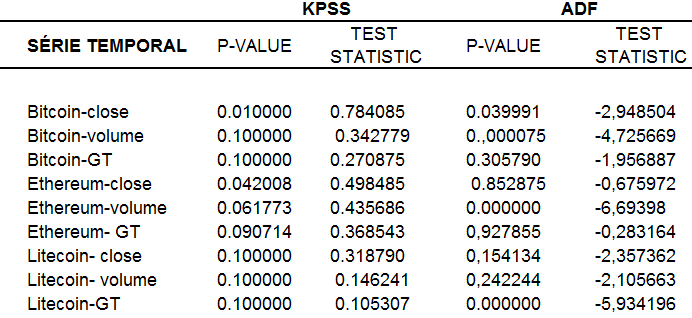 KPSS ADF
SÉRIE TEMPORAL P-VALUE TEST STATISTIC P-VALUE TEST STATISTIC
Bitcoin-close 0.010000 0.784085 0.039991 -2,948504
Bitcoin-volume 0.100000 0.342779 0.,000075 -4,725669
Bitcoin-GT 0.100000 0.270875 0.305790 -1,956887
Ethereum-close 0.042008 0.498485 0.852875 -0,675972
Ethereum-volume 0.061773 0.435686 0.000000 -6,69398
Ethereum- GT 0.090714 0,368543 0,927855 -0,283164
Litecoin- close 0.100000 0.318790 0,154134 -2,357362
Litecoin- volume 0.100000 0.146241 0,242244 -2,105663
Litecoin-GT 0.100000 0.105307 0.000000 -5,934196